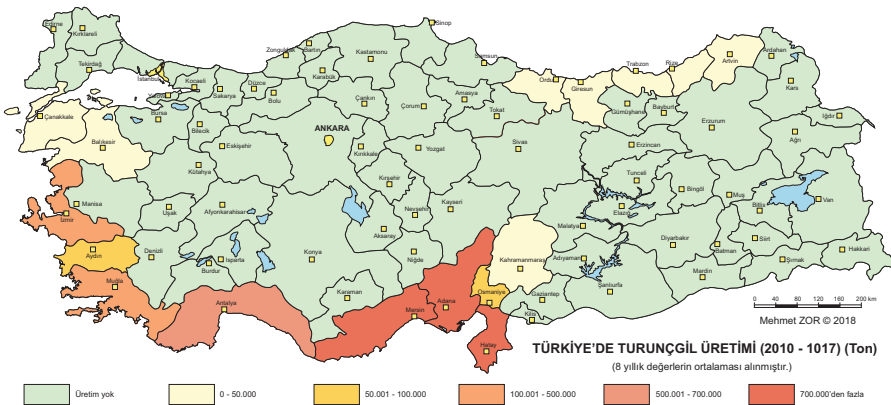 Sinop
Edirne
Kırklareli
Zonguldak
Bartın
Kastamonu
Samsun
Ardahan
Artvin
Rize
Trabzon
Tekirdağ
İstanbul
Kocaeli
Düzce
Karabük
Ordu
Giresun
Kars
Yalova
Sakarya
Bolu
Çankırı
Çorum
Amasya
Tokat
Gümüşhane
Bayburt
Iğdır
Çanakkale
Bursa
Bilecik
ANKARA
Erzurum
Ağrı
Balıkesir
Eskişehir
Kırıkkale
Yozgat
Sivas
Erzincan
Kütahya
Kırşehir
Tunceli
Bingöl
Muş
Van
Manisa
Uşak
Afyonkarahisar
Nevşehir
Kayseri
Elazığ
Bitlis
İzmir
Aksaray
Malatya
Diyarbakır
Siirt
Aydın
Denizli
Isparta
Konya
Niğde
Kahramanmaraş
Adıyaman
Batman
Hakkari
Burdur
Şırnak
Mardin
Muğla
Karaman
Osmaniye
Gaziantep
Şanlıurfa
Antalya
Mersin
Adana
Kilis
Hatay
0 40 80 120 160 200 km
Mehmet ZOR © 2018
TÜRKİYE'DE TURUNÇGİL ÜRETİMİ (2010 - 1017) (Ton)
(8 yıllık değerlerin ortalaması alınmıştır.)
Üretim yok
0 - 50.000
50.001 - 100.000
100.001 - 500.000
500.001 - 700.000
700.000'den fazla